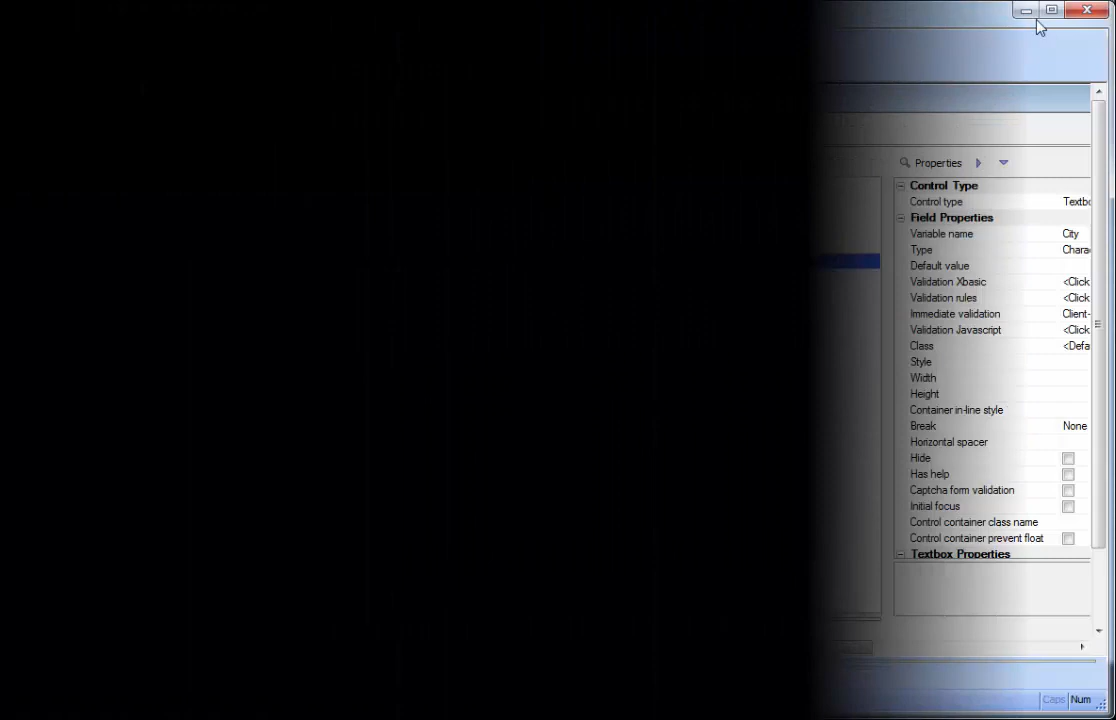 Properties
Control Type
Control type Textbo
Field Properties
Variable name City
Type Chara
Default value
Validation Xbasic <Click
Validation rules <Click
Immediate validation Client-
Validation Javascript <Click
Class <Defa
Style
Width
Height
Container in-line style
Break None
Horizontal spacer
Hide
Has help
Captcha form validation
Initial focus
Control container class name
Control container prevent float
Textbox Properties
Caps Num